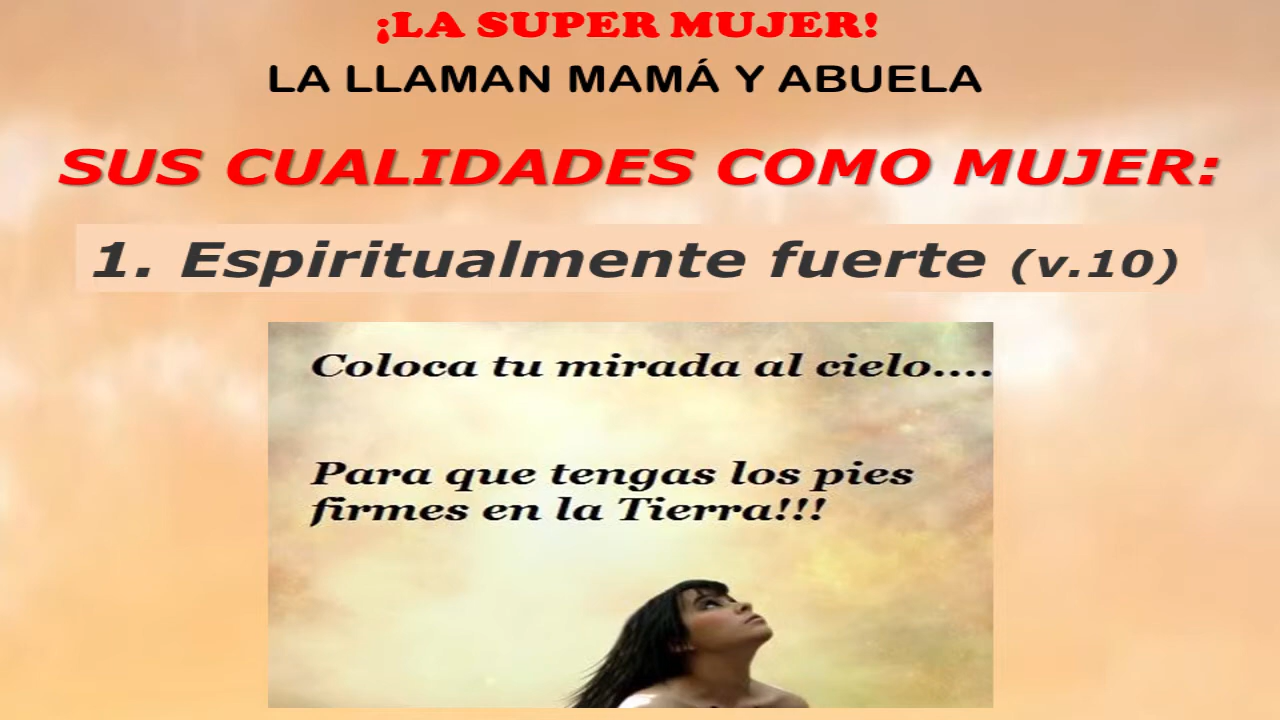 ¡LA SUPER MUJER!
LA LLAMAN MAMÁ Y ABUELA
SUS CUALIDADES COMO MUJER:
1. Espiritualmente fuerte (v.10)
Coloca tu mirada al cielo....
Para que tengas los pies
firmes en la Tierra!!!